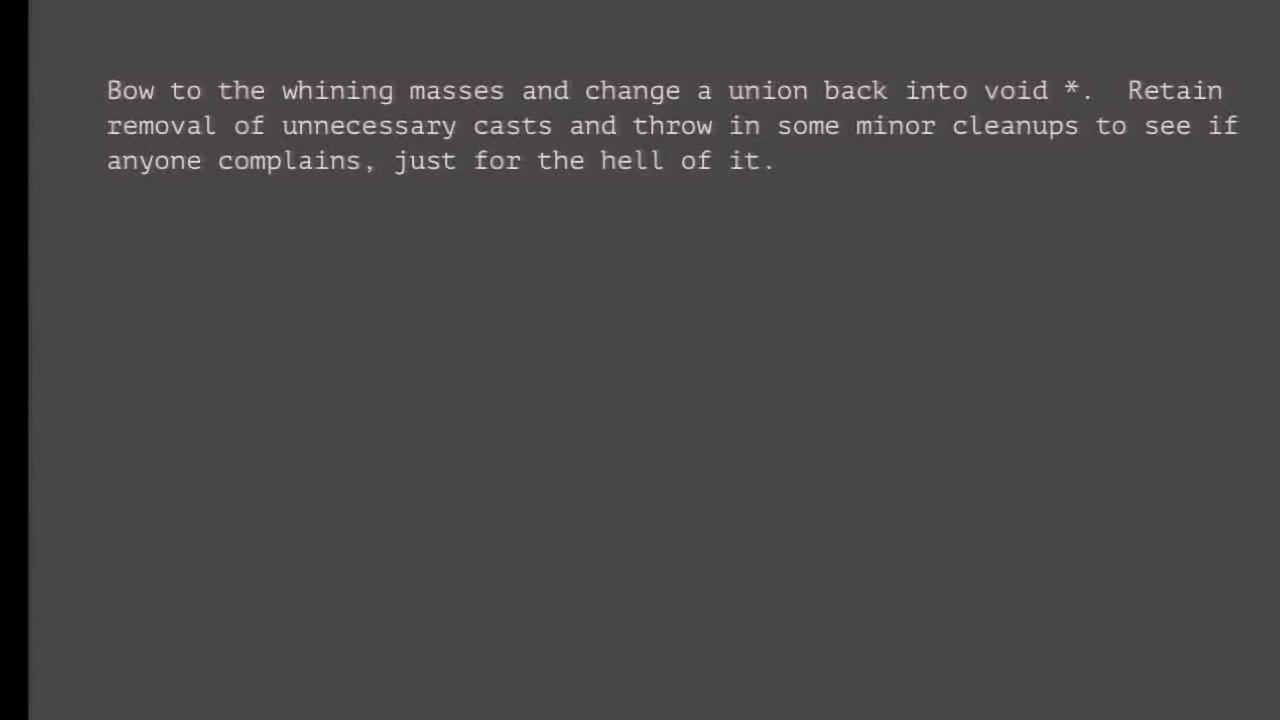 Bow to the whining masses and change a union back into void *.  Retain
removal of unnecessary casts and throw in some minor cleanups to see if
anyone complains, just for the hell of it.